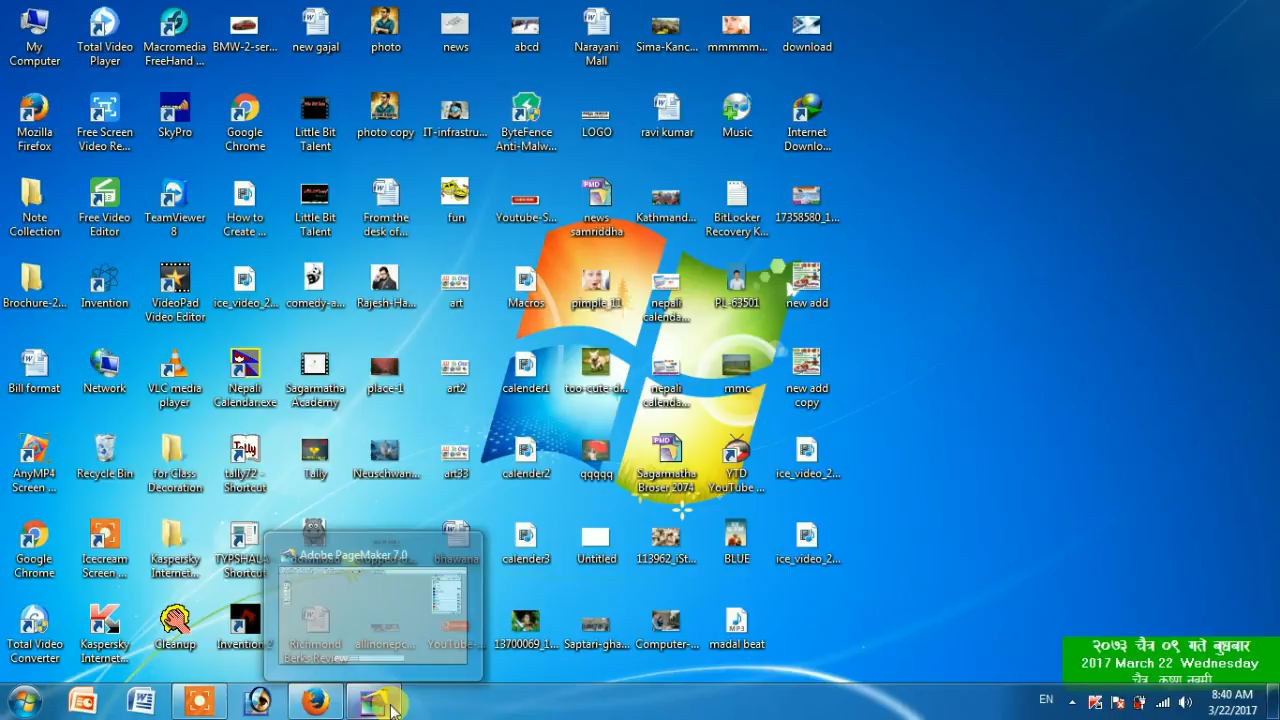 My
Computer
Total Video
Player
Macromedia
FreeHand ...
BMW-2-ser...
new gajal
photo
news
abcd
Narayani
Mall
Sima-Kanc...
mmmmm...
download
Mozilla
Firefox
Free Screen
Video Re...
SkyPro
Google
Chrome
Little Bit
Talent
photo copy
IT-infrastru...
ByteFence
Anti-Malw...
LOGO
ravi kumar
Music
Internet
Downlo...
Note
Collection
Free Video
Editor
TeamViewer
8
How to
Create ...
Little Bit
Talent
From the
desk of...
fun
Youtube-S...
news
samriddha
Kathmand...
BitLocker
Recovery K...
17358580_1...
Brochure-2...
Invention
VideoPad
Video Editor
ice_video_2...
comedy-a...
Rajesh-Ha...
art
Macros
pimple_11
nepali
calenda...
PL-63501
new add
Bill format
Network
VLC media
player
Nepali
Calendar.exe
Sagarmatha
Academy
place-1
art2
calender1
too-cute-d...
nepali
calenda...
mmc
new add
copy
AnyMP4
Screen ...
Recycle Bin
for Class
Decoration
tally72 -
Shortcut
Tally
Neuschwan...
art33
calender2
qqqqq
Sagarmatha
Broser 2074
YTD
YouTube ...
ice_video_2...
Google
Chrome
Icecream
Screen ...
Kaspersky
Internet...
TYPSHALA
Shortcut
Adobe PageMaker 7.0
bhawana
calender3
Untitled
113962_iSt...
BLUE
ice_video_2...
Total Video
Converter
Kaspersky
Internet...
Cleanup
Invention 2
Richmond
Berks Review
allinonepc...
YouTube-...
13700069_1...
Saptari-gha...
Computer-...
madal beat
२०७३ चैत्र ०९ गते बुधबार
2017 March 22 Wednesday
चैत्र कृष्ण नवमी
EN
8:40 AM
3/22/2017